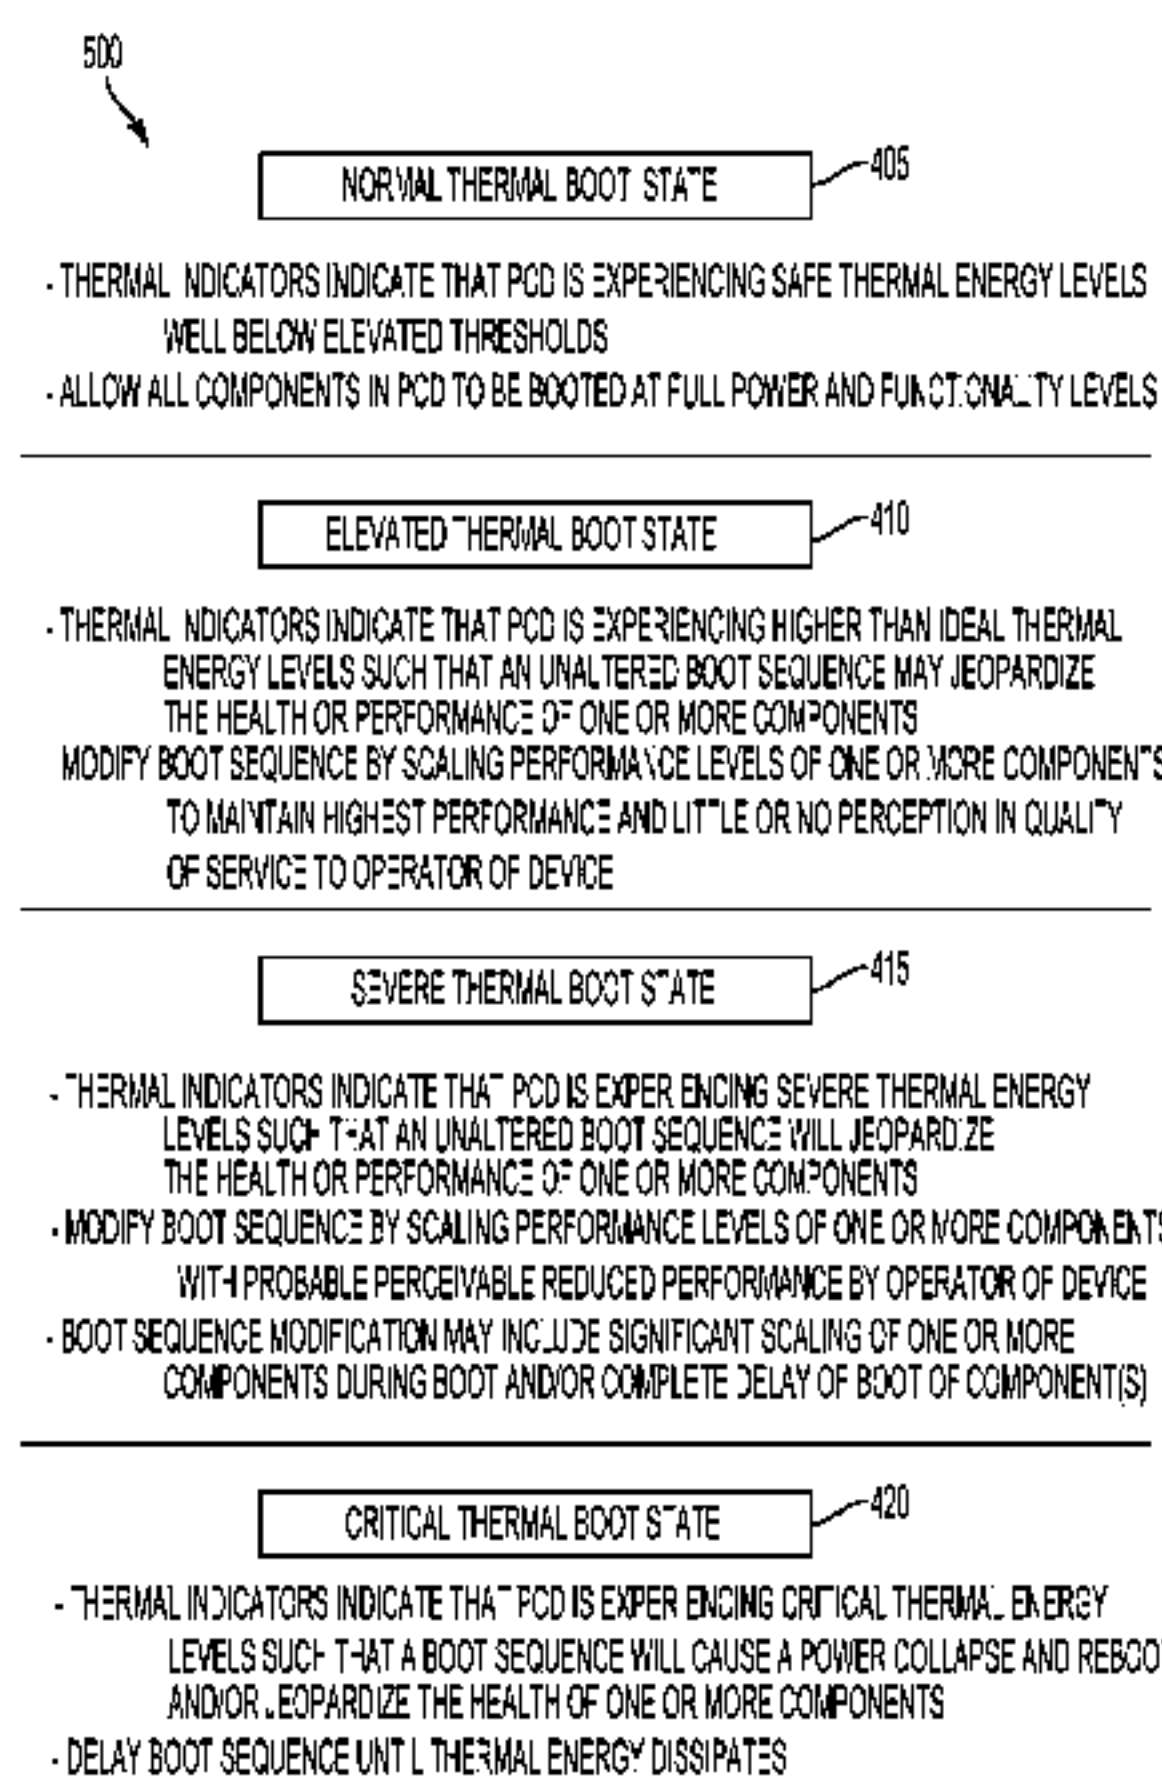 500
NORMAL THERMAL BOOT STATE
405
- THERMAL INDICATORS INDICATE THAT PCD IS EXPERIENCING SAFE THERMAL ENERGY LEVELS
WELL BELOW ELEVATED THRESHOLDS
- ALLOW ALL COMPONENTS IN PCD TO BE BOOTED AT FULL POWER AND FUNCTIONALITY LEVELS
ELEVATED THERMAL BOOT STATE
410
- THERMAL INDICATORS INDICATE THAT PCD IS EXPERIENCING HIGHER THAN IDEAL THERMAL
ENERGY LEVELS SUCH THAT AN UNALTERED BOOT SEQUENCE MAY JEOPARDIZE
THE HEALTH OR PERFORMANCE OF ONE OR MORE COMPONENTS
MODIFY BOOT SEQUENCE BY SCALING PERFORMANCE LEVELS OF ONE OR MORE COMPONENTS
TO MAINTAIN HIGHEST PERFORMANCE AND LITTLE OR NO PERCEPTION IN QUALITY
OF SERVICE TO OPERATOR OF DEVICE
SEVERE THERMAL BOOT STATE
415
- THERMAL INDICATORS INDICATE THAT PCD IS EXPERIENCING SEVERE THERMAL ENERGY
LEVELS SUCH THAT AN UNALTERED BOOT SEQUENCE WILL JEOPARDIZE
THE HEALTH OR PERFORMANCE OF ONE OR MORE COMPONENTS
- MODIFY BOOT SEQUENCE BY SCALING PERFORMANCE LEVELS OF ONE OR MORE COMPONENTS
WITH PROBABLE PERCEIVABLE REDUCED PERFORMANCE BY OPERATOR OF DEVICE
- BOOT SEQUENCE MODIFICATION MAY INCLUDE SIGNIFICANT SCALING OF ONE OR MORE
COMPONENTS DURING BOOT AND/OR COMPLETE DELAY OF BOOT OF COMPONENT(S)
CRITICAL THERMAL BOOT STATE
420
- THERMAL INDICATORS INDICATE THAT PCD IS EXPERIENCING CRITICAL THERMAL ENERGY
LEVELS SUCH THAT A BOOT SEQUENCE WILL CAUSE A POWER COLLAPSE AND REBOO
AND/OR JEOPARDIZE THE HEALTH OF ONE OR MORE COMPONENTS
- DELAY BOOT SEQUENCE UNTIL THERMAL ENERGY DISSIPATES